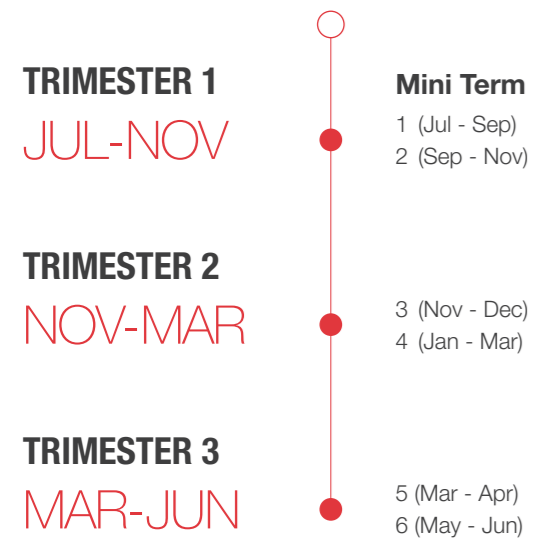 TRIMESTER 1
JUL-NOV
Mini Term
1 (Jul - Sep)
2 (Sep - Nov)
TRIMESTER 2
NOV-MAR
3 (Nov - Dec)
4 (Jan - Mar)
TRIMESTER 3
MAR-JUN
5 (Mar - Apr)
6 (May - Jun)